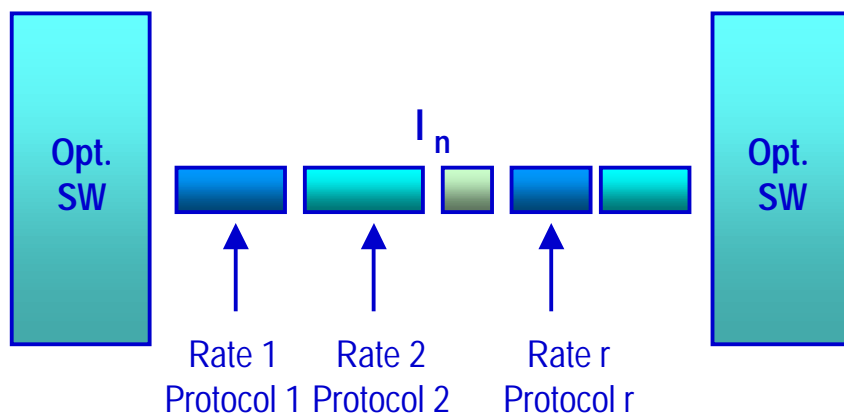 Opt.
SW
l n
Opt.
SW
Rate 1
Protocol 1
Rate 2
Protocol 2
Rate r
Protocol r